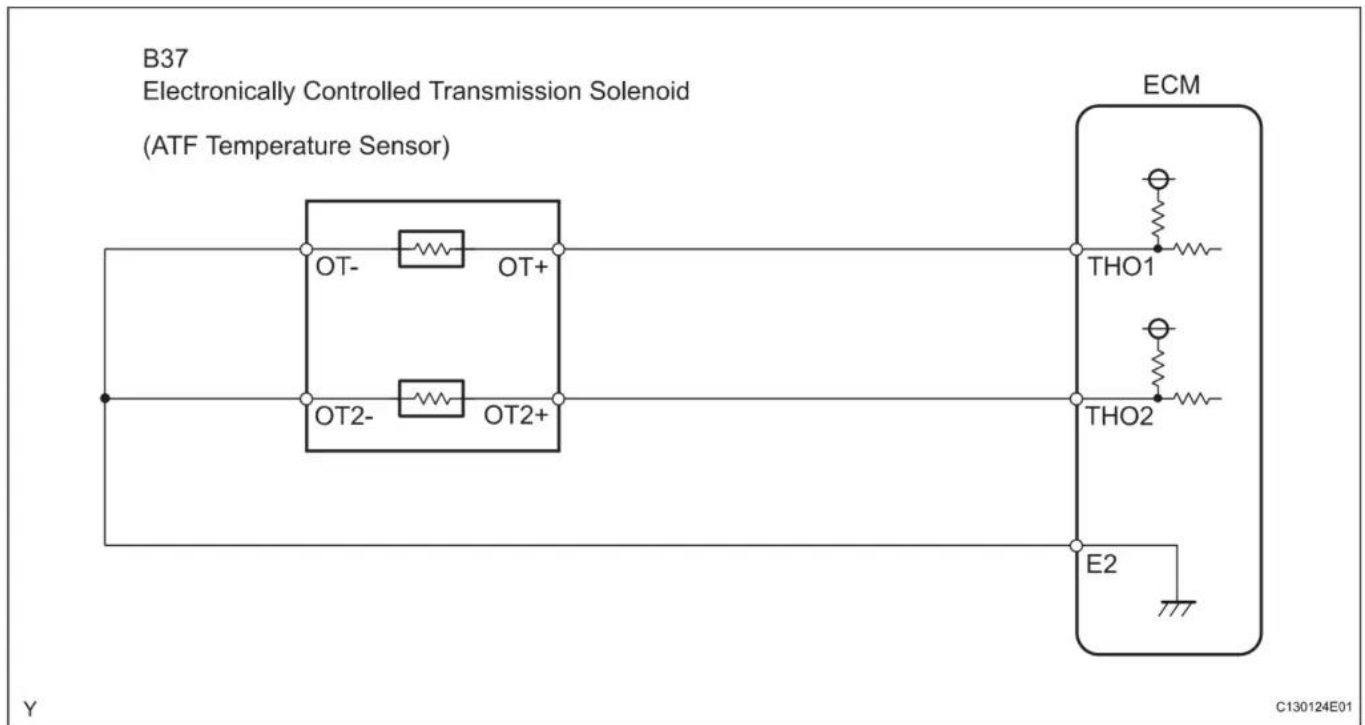 B37
Electronically Controlled Transmission Solenoid
(ATF Temperature Sensor)
ECM
OT-
OT+
THO1
OT2-
OT2+
THO2
E2
Y
C130124E01